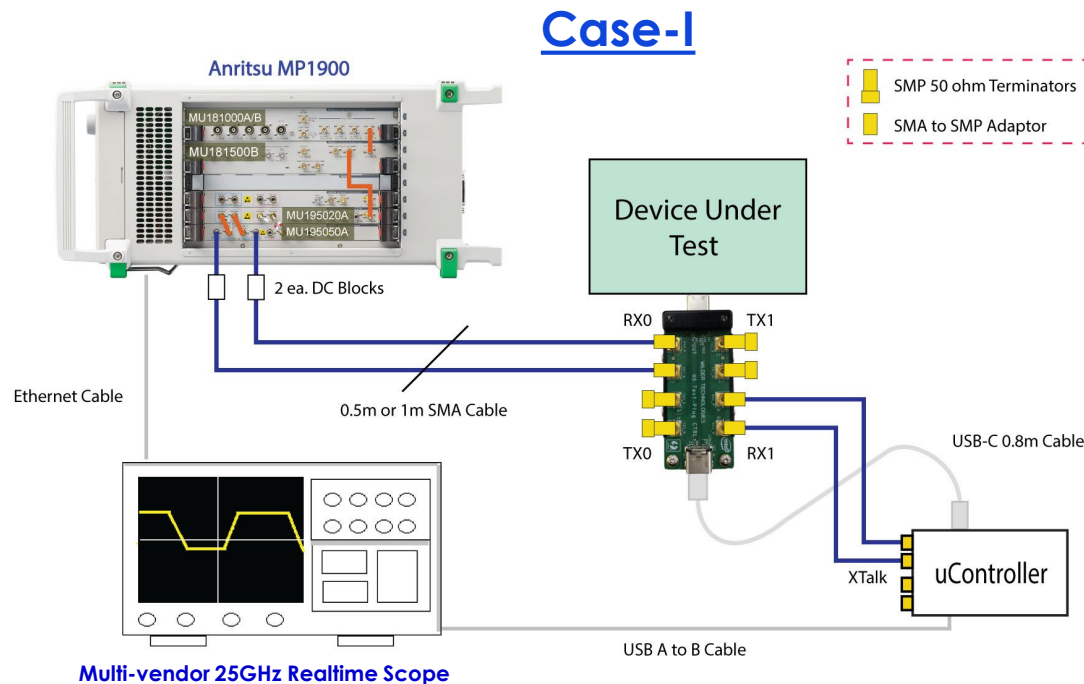 Case-I
Anritsu MP1900
SMP 50 ohm Terminators
SMA to SMP Adaptor
MU181000A/B
MU181500B
MU195020A
MU195050A
Device Under
Test
2 ea. DC Blocks
RX0
TX1
Ethernet Cable
0.5m or 1m SMA Cable
WILDER TECHNOLOGIES
TX0
RX1
USB-C 0.8m Cable
XTalk
uController
USB A to B Cable
Multi-vendor 25GHz Realtime Scope